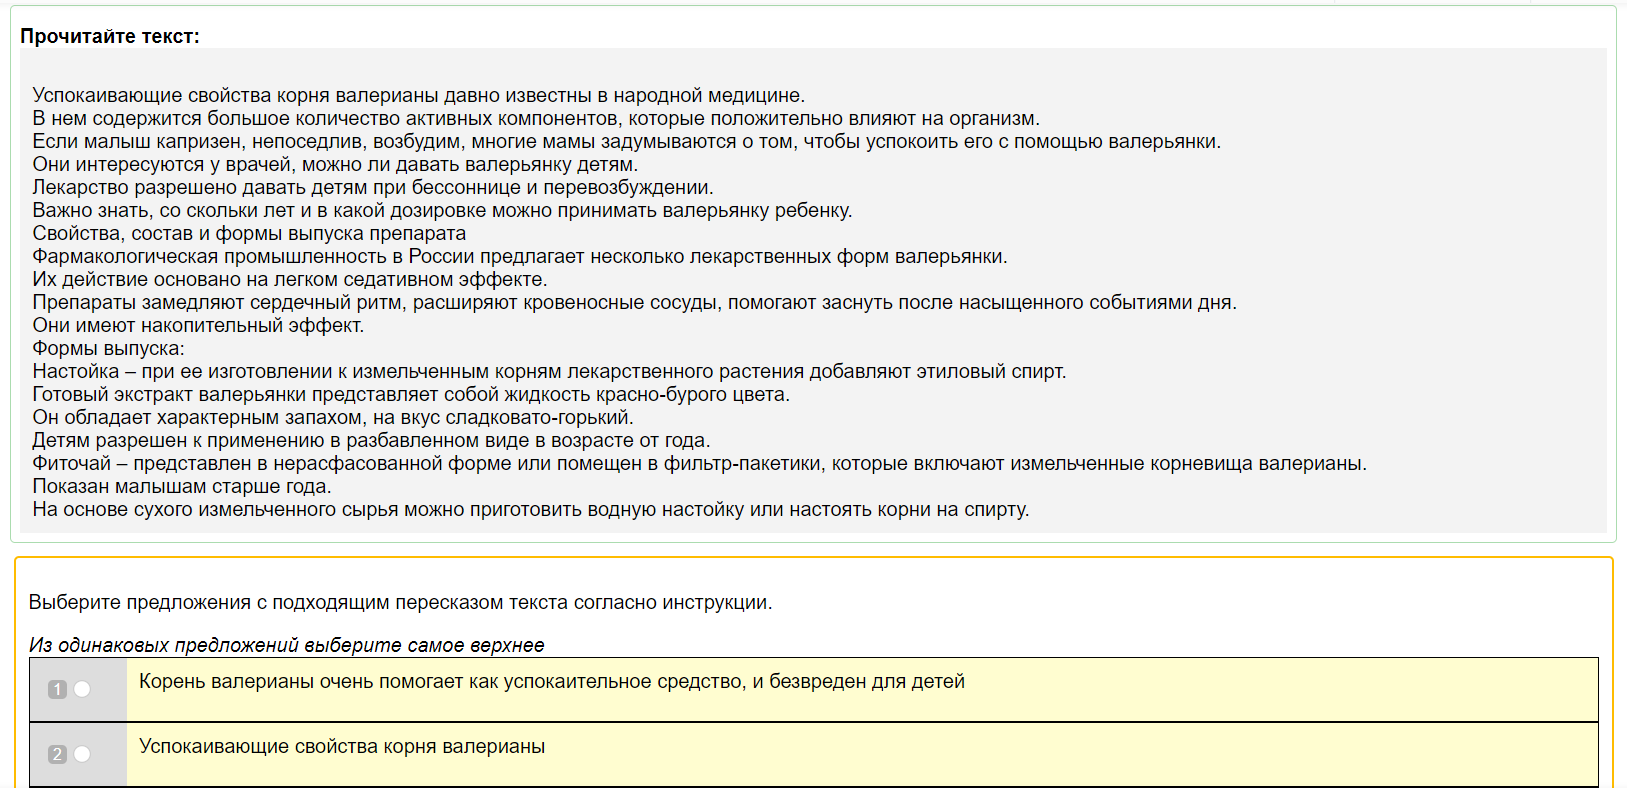 Прочитайте текст:
Успокаивающие свойства корня валерианы давно известны в народной медицине.
В нем содержится большое количество активных компонентов, которые положительно влияют на организм.
Если малыш капризен, непоседлив, возбудим, многие мамы задумываются о том, чтобы успокоить его с помощью валерьянки.
Они интересуются у врачей, можно ли давать валерьянку детям.
Лекарство разрешено давать детям при бессоннице и перевозбуждении.
Важно знать, со скольки лет и в какой дозировке можно принимать валерьянку ребенку.
Свойства, состав и формы выпуска препарата
Фармакологическая промышленность в России предлагает несколько лекарственных форм валерьянки.
Их действие основано на легком седативном эффекте.
Препараты замедляют сердечный ритм, расширяют кровеносные сосуды, помогают заснуть после насыщенного событиями дня.
Они имеют накопительный эффект.
Формы выпуска:
Настойка – при ее изготовлении к измельченным корням лекарственного растения добавляют этиловый спирт.
Готовый экстракт валерьянки представляет собой жидкость красно-бурого цвета.
Он обладает характерным запахом, на вкус сладковато-горький.
Детям разрешен к применению в разбавленном виде в возрасте от года.
Фиточай – представлен в нерасфасованной форме или помещен в фильтр-пакетики, которые включают измельченные корневища валерианы.
Показан малышам старше года.
На основе сухого измельченного сырья можно приготовить водную настойку или настоять корни на спирту.
Выберите предложения с подходящим пересказом текста согласно инструкции.
Из одинаковых предложений выберите самое верхнее
1 Корень валерианы очень помогает как успокаительное средство, и безвреден для детей
2 Успокаивающие свойства корня валерианы